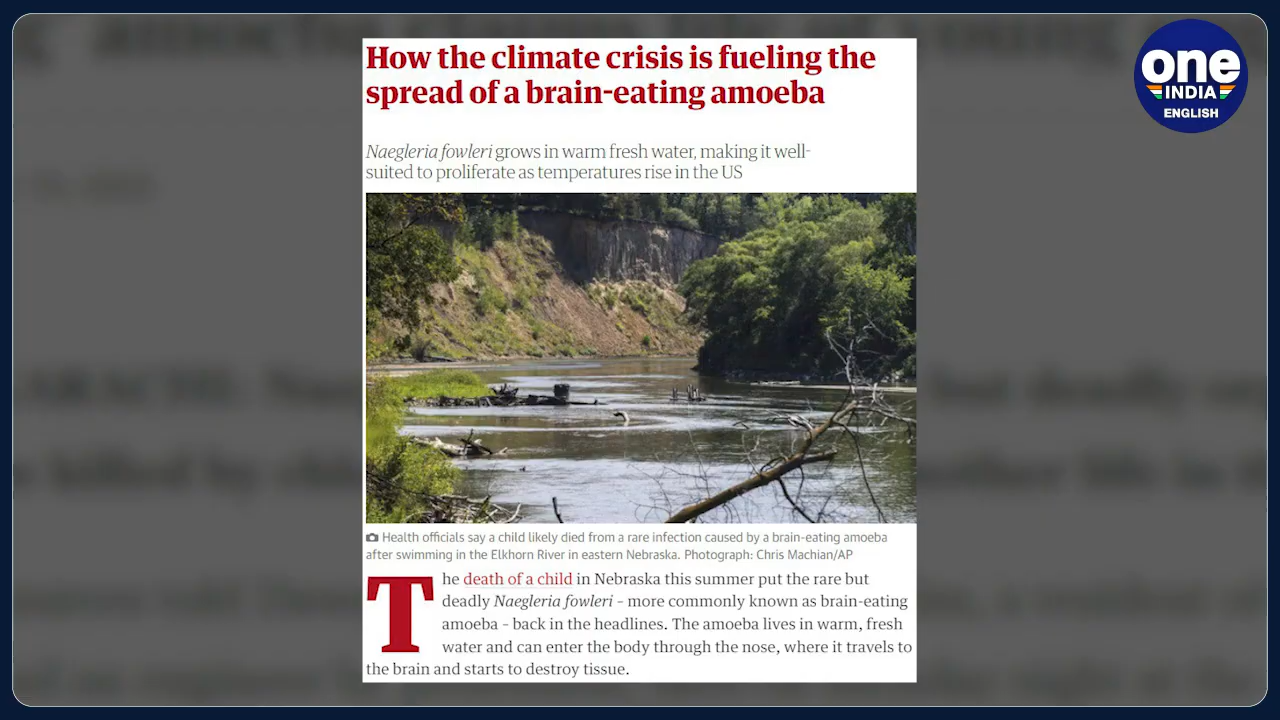 How the climate crisis is fueling the
spread of a brain-eating amoeba
Naegleria fowleri grows in warm fresh water, making it well-
suited to proliferate as temperatures rise in the US
Health officials say a child likely died from a rare infection caused by a brain-eating amoeba
after swimming in the Elkhorn River in eastern Nebraska. Photograph: Chris Machian/AP
The death of a child in Nebraska this summer put the rare but
deadly Naegleria fowleri – more commonly known as brain-eating
amoeba – back in the headlines. The amoeba lives in warm, fresh
water and can enter the body through the nose, where it travels to
the brain and starts to destroy tissue.
one
INDIA
ENGLISH